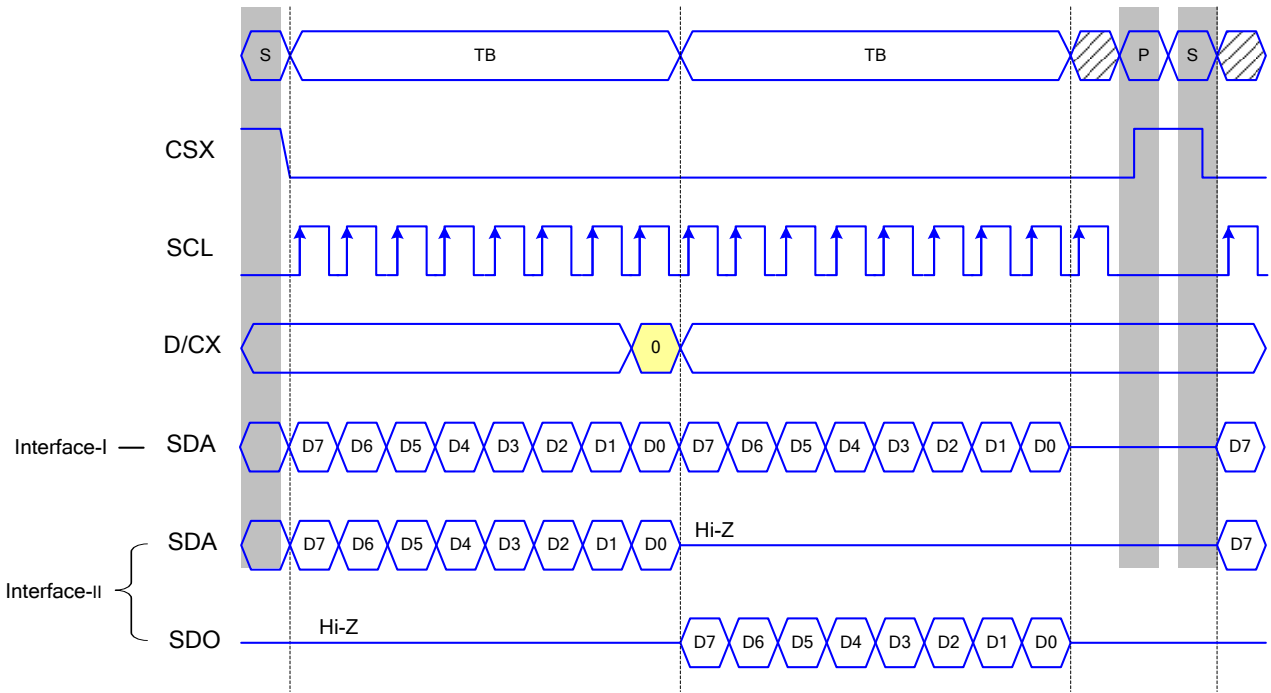 S TB TB P S
CSX
SCL
D/CX 0
Interface-I SDA D7 D6 D5 D4 D3 D2 D1 D0 D7 D6 D5 D4 D3 D2 D1 D0 D7
SDA D7 D6 D5 D4 D3 D2 D1 D0 Hi-Z D7
Interface-II
SDO Hi-Z D7 D6 D5 D4 D3 D2 D1 D0